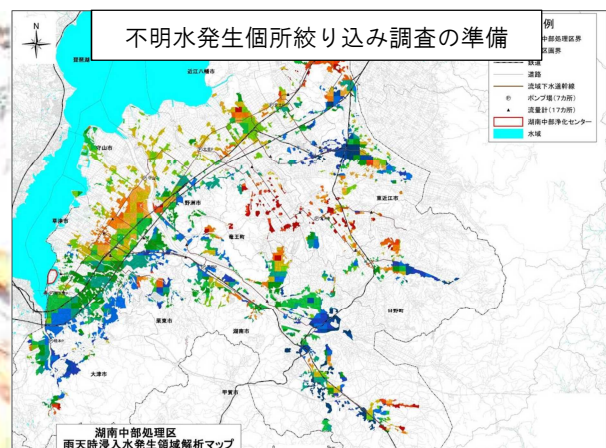 不明水発生個所絞り込み調査の準備
例
中部処理区界
区画界
鉄道
道路
流域下水道幹線
ポンプ場(7カ所)
流量計(17カ所)
湖南中部浄化センター
水域
N
琵琶湖
近江八幡市
守山市
野洲市
東近江市
草津市
竜王町
日野町
栗東市
湖南市
大津市
甲賀市
湖南中部処理区
雨天時浸入水発生領域解析マップ